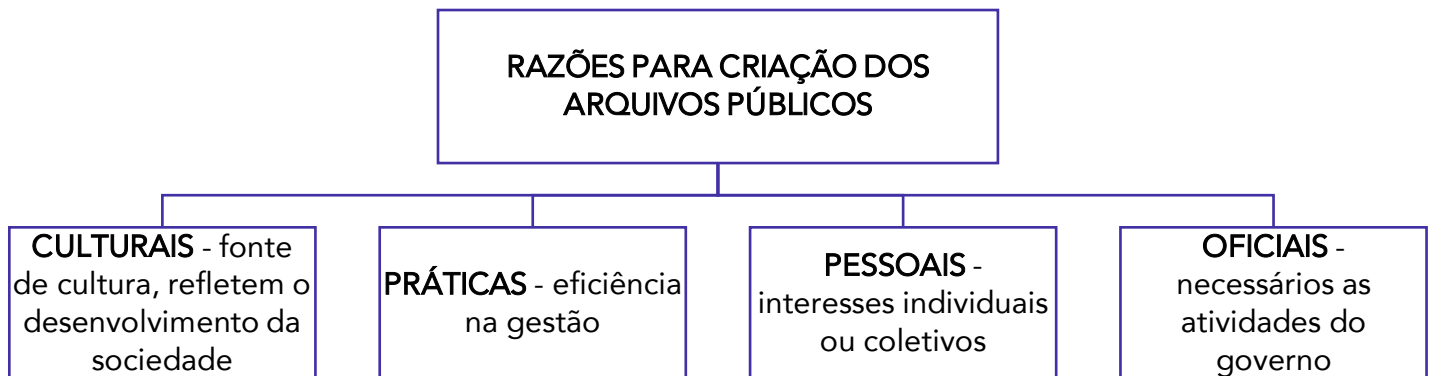 RAZÕES PARA CRIAÇÃO DOS
ARQUIVOS PÚBLICOS
CULTURAIS - fonte
de cultura, refletem o
desenvolvimento da
sociedade
PRÁTICAS - eficiência
na gestão
PESSOAIS -
interesses individuais
ou coletivos
OFICIAIS -
necessários as
atividades do
governo